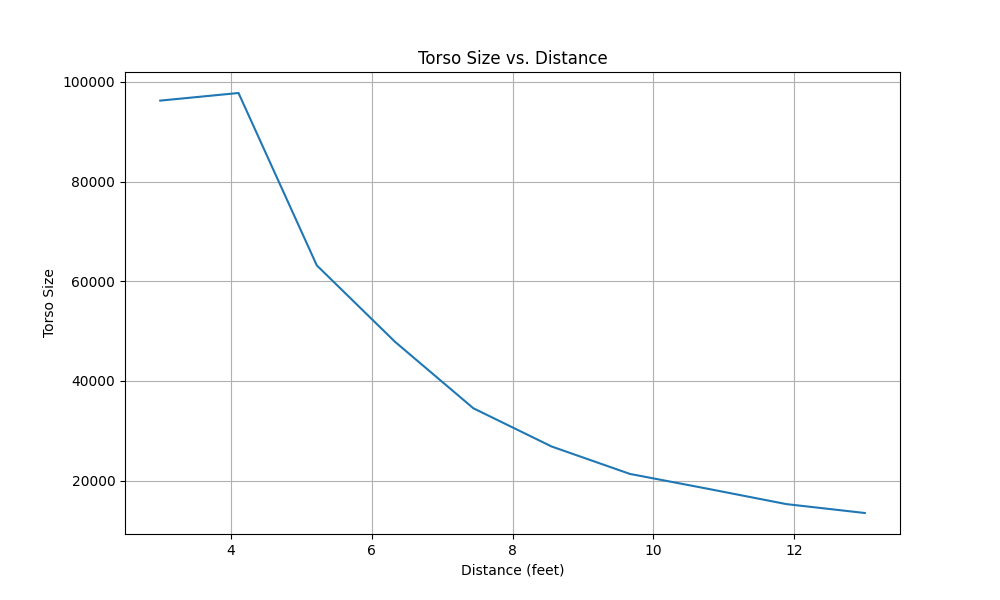 Torso Size vs. Distance
100000
80000
60000
40000
20000
Torso Size
4 6 8 10 12
Distance (feet)